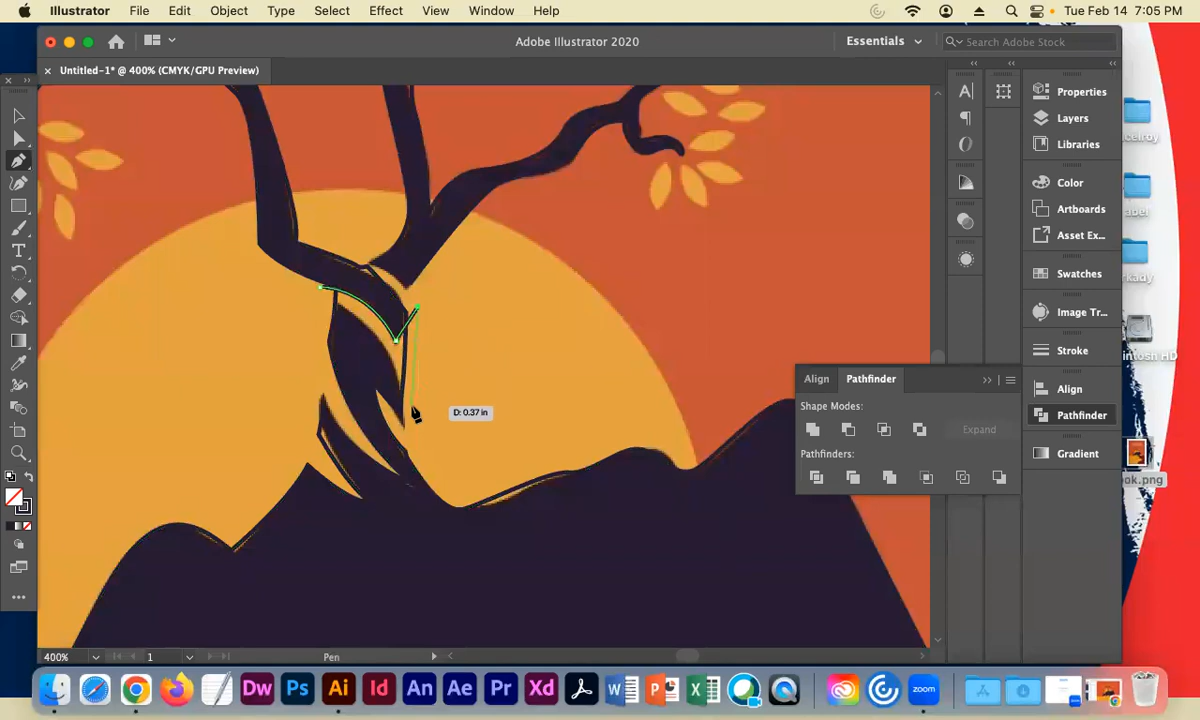 Illustrator File Edit Object Type Select Effect View Window Help Tue Feb 14 7:05 PM
Adobe Illustrator 2020 Essentials Search Adobe Stock
Untitled-1* @ 400% (CMYK/GPU Preview)
Properties
Layers
Libraries
Color
Artboards
Asset Ex...
Swatches
Image Tr...
Stroke
Align
Pathfinder
Gradient
Align Pathfinder
Shape Modes:
Expand
Pathfinders:
D: 0.37 in
ook.png
400% 1 Pen
Dw Ps Ai Id An Ae Pr Xd zoom